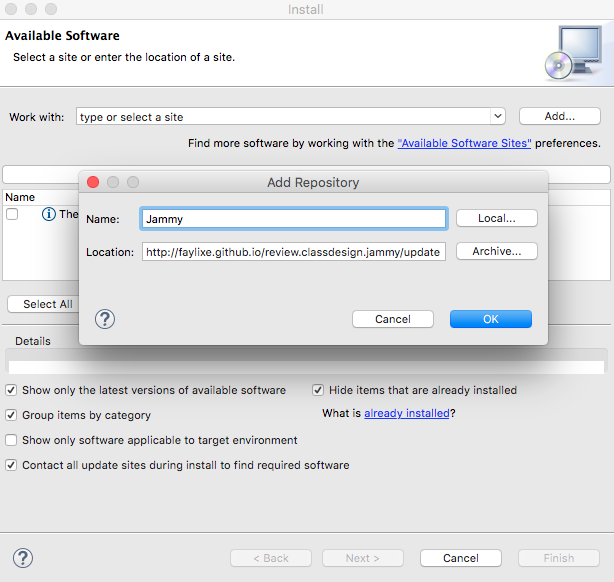 Install
Available Software
Select a site or enter the location of a site.
Work with: type or select a site Add...
Find more software by working with the "Available Software Sites" preferences.
Name
The
Add Repository
Name: Jammy Local...
Location: http://faylixe.github.io/review.classdesign.jammy/update Archive...
? Cancel OK
Select All
Details
Show only the latest versions of available software Hide items that are already installed
Group items by category What is already installed?
Show only software applicable to target environment
Contact all update sites during install to find required software
? < Back Next > Cancel Finish